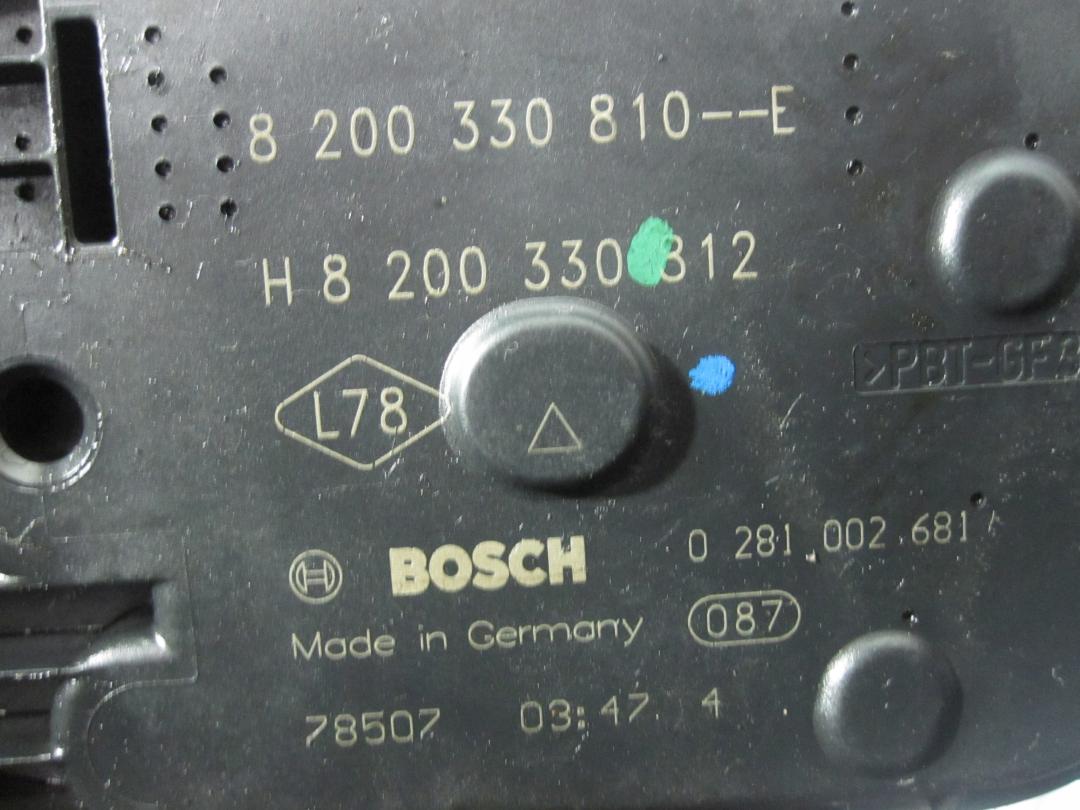 8 200 330 810--E
H 8 200 330 812
L78
>PBT-GF3
BOSCH 0 281 002 681
Made in Germany 087
78507 03:47 4